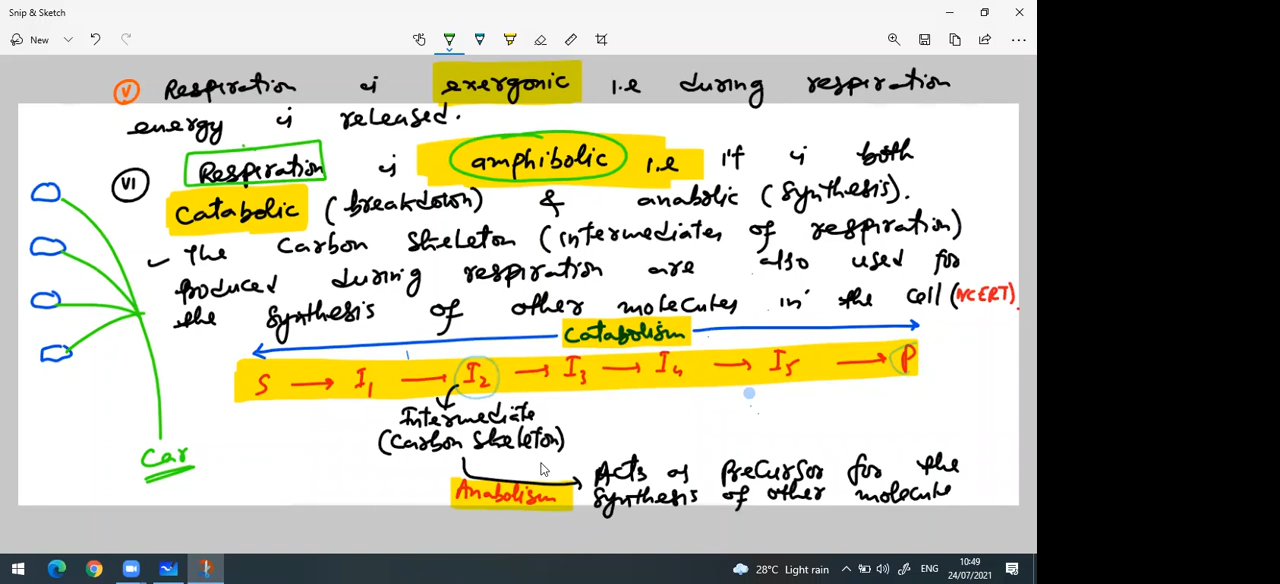 Snip & Sketch
New
V Respiration is exergonic i.e during respiration
energy is released.
VI Respiration is amphibolic i.e it is both
Catabolic (breakdown) & anabolic (synthesis).
The Carbon Skeleton (intermediates of respiration)
produced during respiration are also used for
the synthesis of other molecules in the cell (NCERT).
Catabolism
S → I1 → I2 → I3 → I4 → I5 → P
Intermediate
(Carbon Skeleton)
Car
Anabolism
Acts as Precursor for the
synthesis of other molecule
28°C Light rain
ENG
10:49
24/07/2021